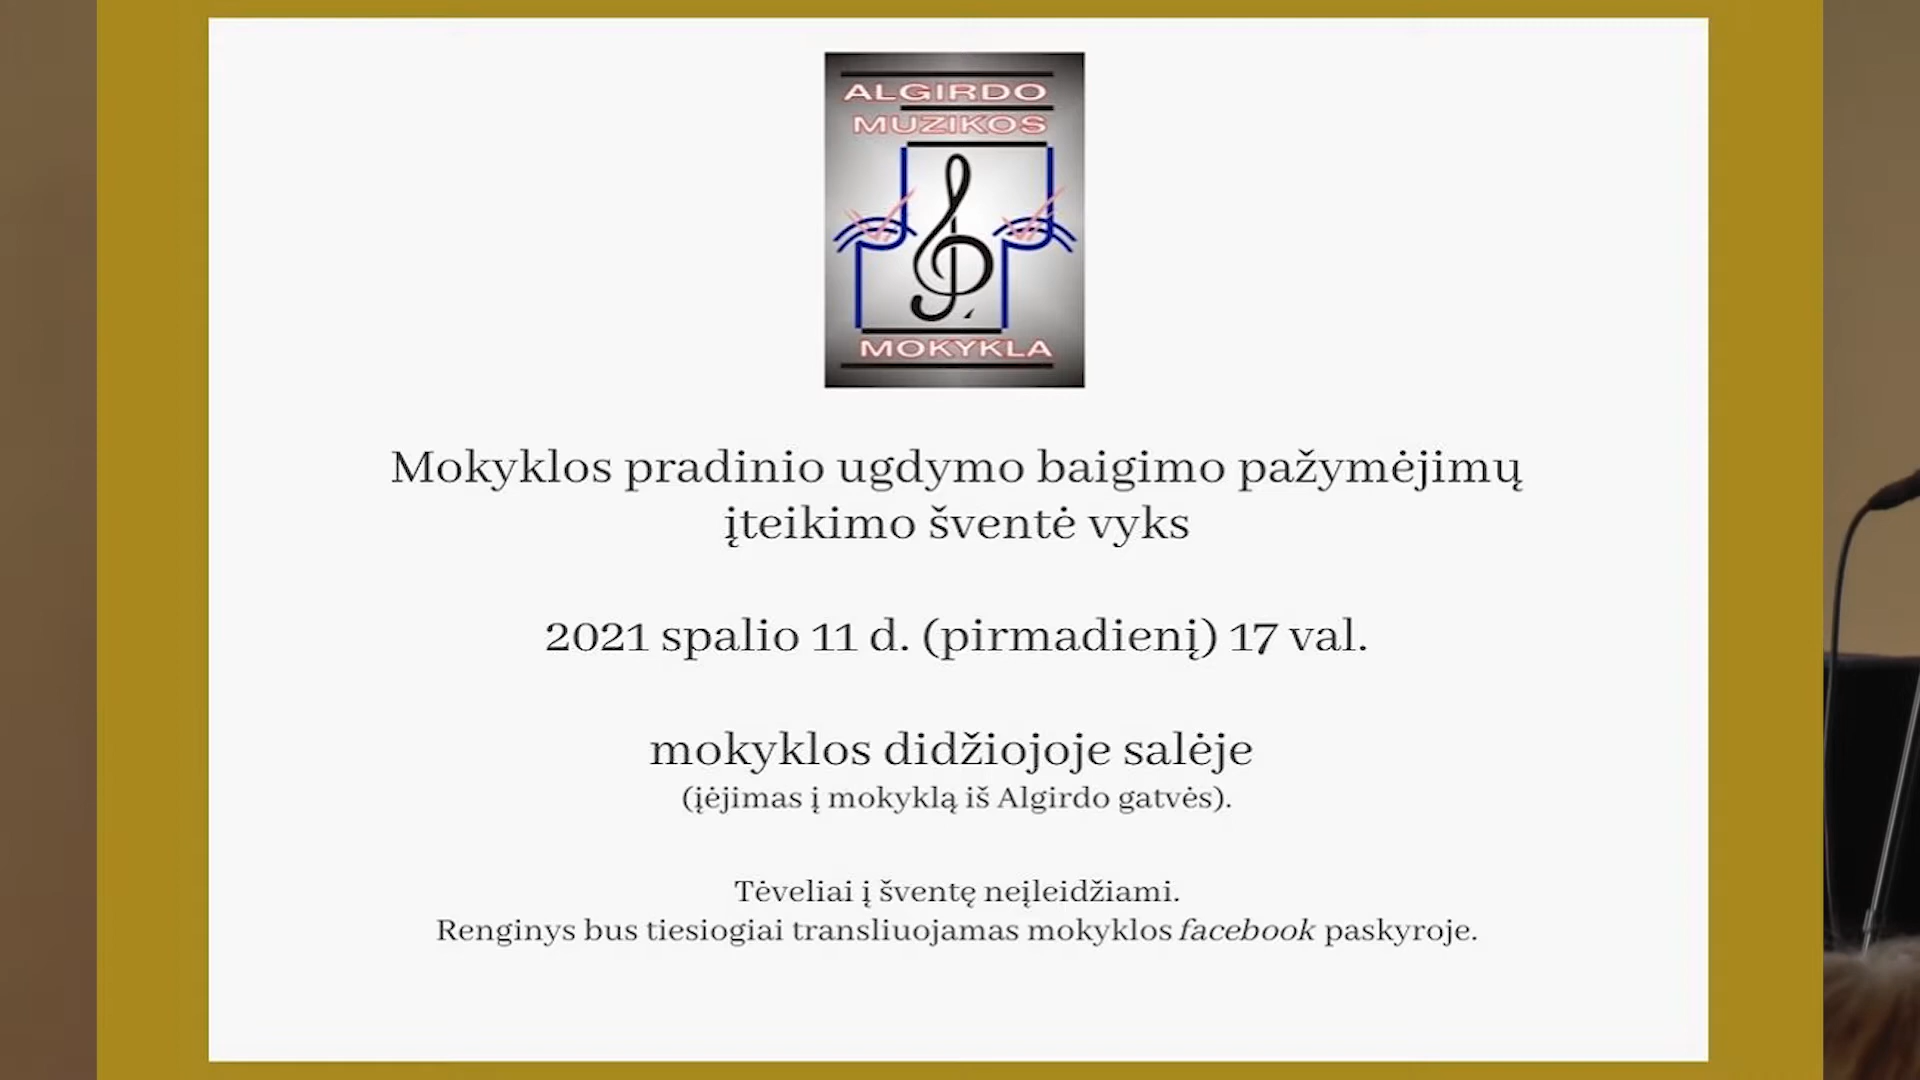 ALGIRDO
MUZIKOS
MOKYKLA
Mokyklos pradinio ugdymo baigimo pažymėjimų
įteikimo šventė vyks
2021 spalio 11 d. (pirmadienį) 17 val.
mokyklos didžiojoje salėje
(įėjimas į mokyklą iš Algirdo gatvės).
Tėveliai į šventę neįleidžiami.
Renginys bus tiesiogiai transliuojamas mokyklos facebook paskyroje.